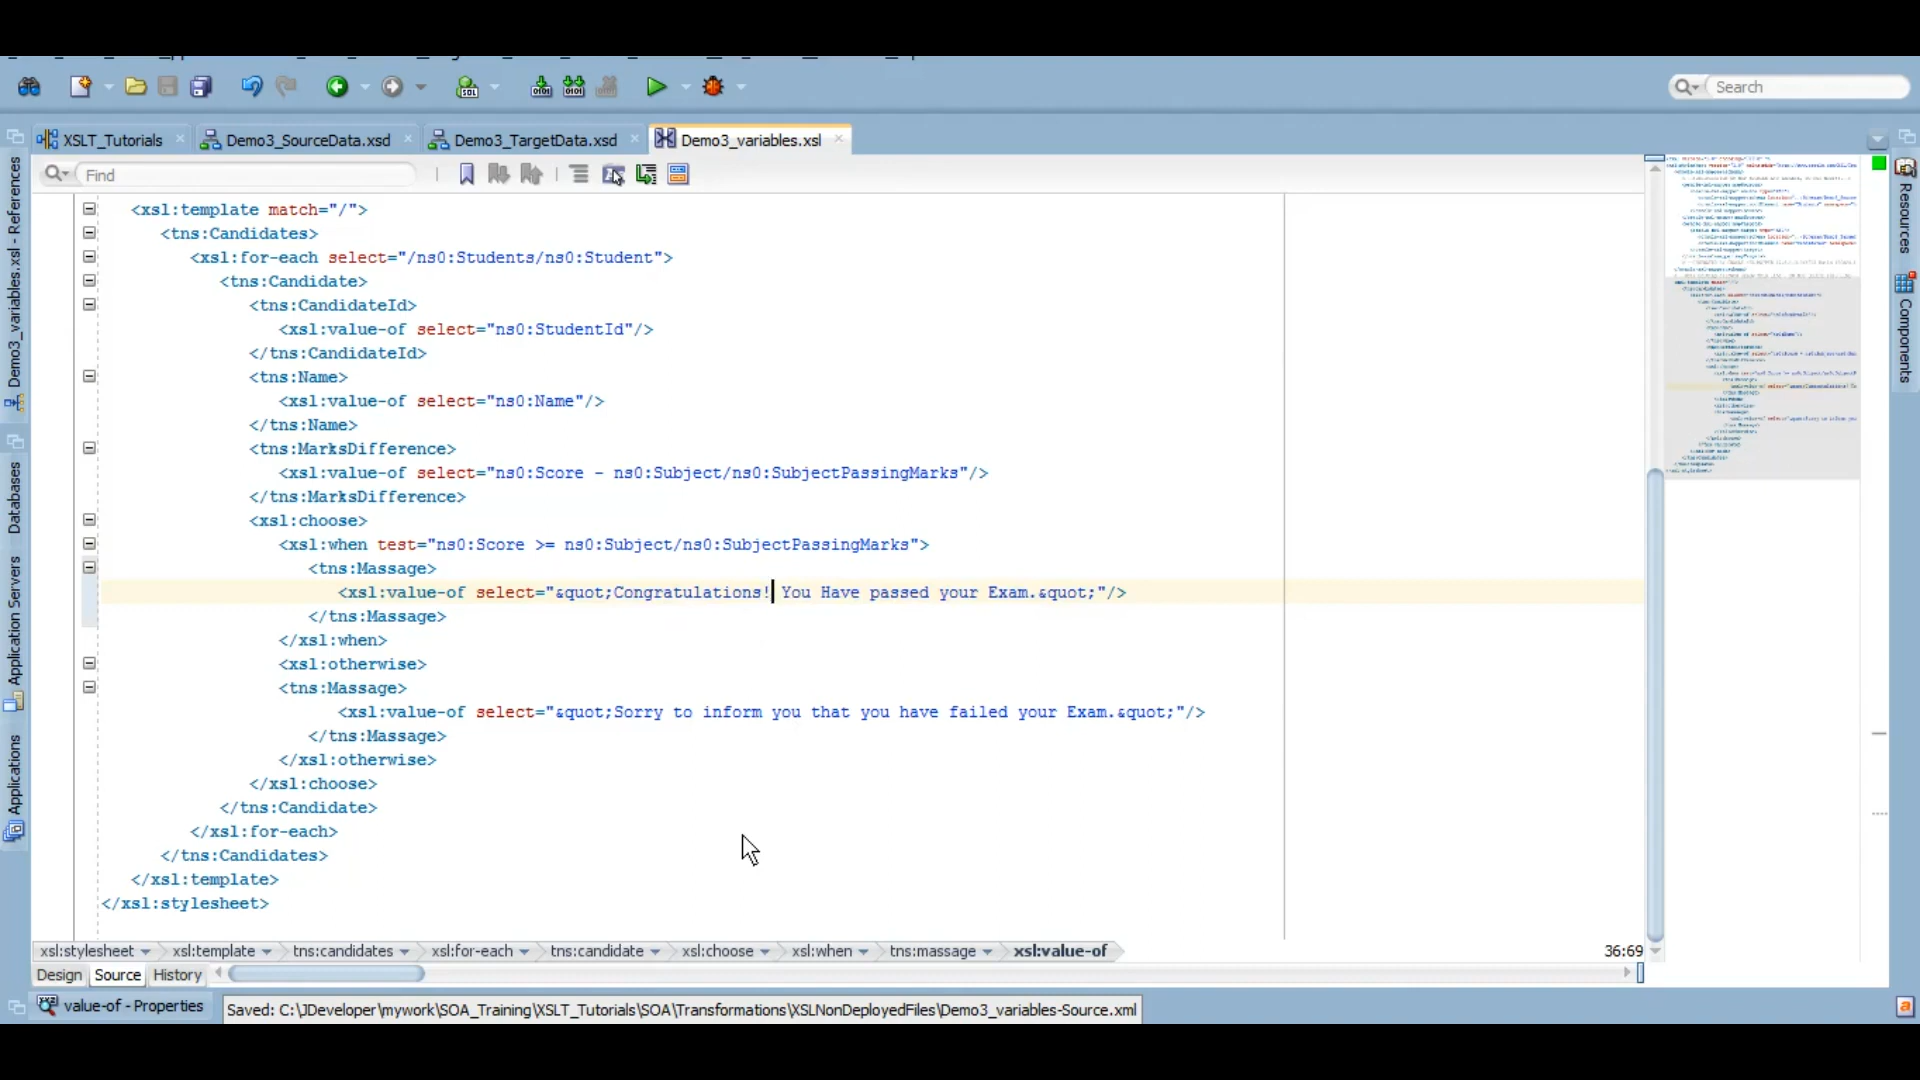 Search
XSLT_Tutorials
Demo3_SourceData.xsd
Demo3_TargetData.xsd
Demo3_variables.xsl
Find
<xsl:template match="/">
<tns:Candidates>
<xsl:for-each select="/ns0:Students/ns0:Student">
<tns:Candidate>
<tns:CandidateId>
<xsl:value-of select="ns0:StudentId"/>
</tns:CandidateId>
<tns:Name>
<xsl:value-of select="ns0:Name"/>
</tns:Name>
<tns:MarksDifference>
<xsl:value-of select="ns0:Score - ns0:Subject/ns0:SubjectPassingMarks"/>
</tns:MarksDifference>
<xsl:choose>
<xsl:when test="ns0:Score >= ns0:Subject/ns0:SubjectPassingMarks">
<tns:Massage>
<xsl:value-of select="&quot;Congratulations! You Have passed your Exam.&quot;"/>
</tns:Massage>
</xsl:when>
<xsl:otherwise>
<tns:Massage>
<xsl:value-of select="&quot;Sorry to inform you that you have failed your Exam.&quot;"/>
</tns:Massage>
</xsl:otherwise>
</xsl:choose>
</tns:Candidate>
</xsl:for-each>
</tns:Candidates>
</xsl:template>
</xsl:stylesheet>
xsl:stylesheet xsl:template tns:candidates xsl:for-each tns:candidate xsl:choose xsl:when tns:massage xsl:value-of
36:69
Design Source History
value-of - Properties
Saved: C:\JDeveloper\mywork\SOA_Training\XSLT_Tutorials\SOA\Transformations\XSLNonDeployedFiles\Demo3_variables-Source.xml
Demo3_variables.xsl - References
Databases
Application Servers
Applications
Resources
Components